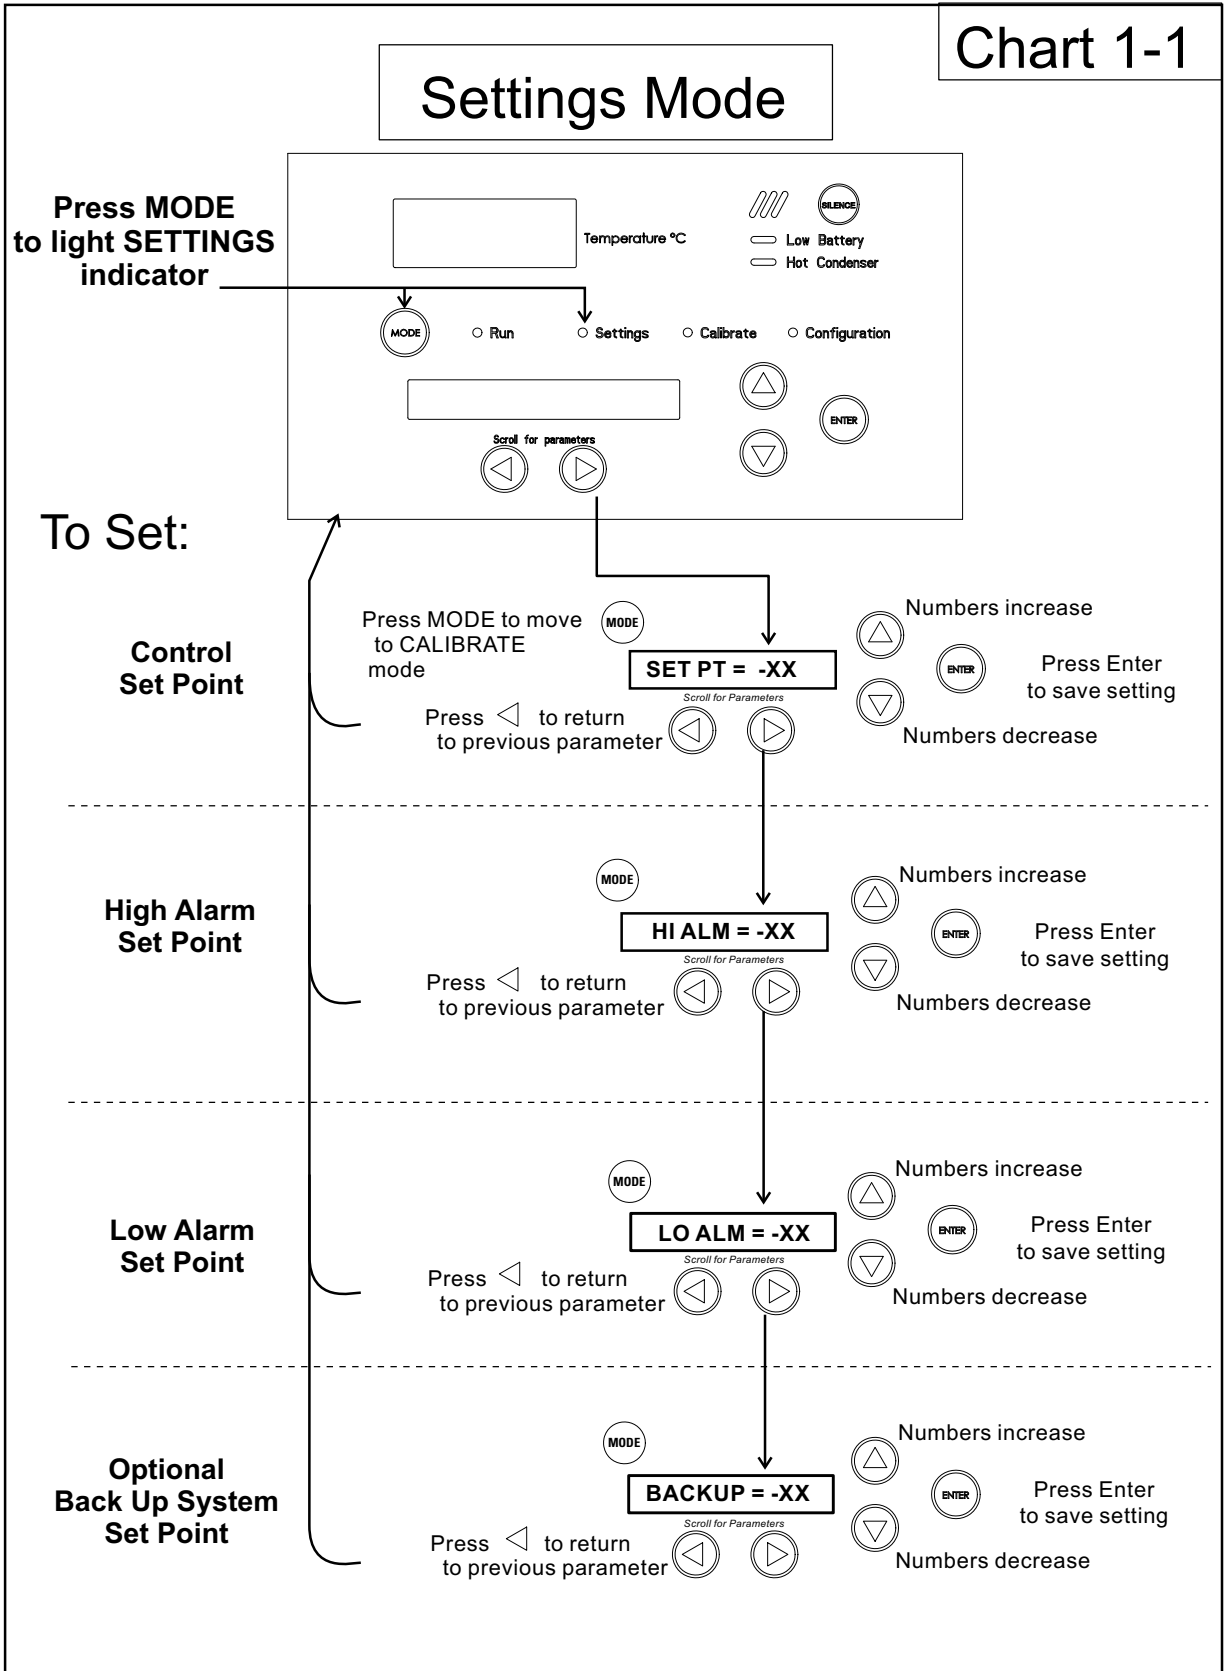 Chart 1-1
Settings Mode
Press MODE
to light SETTINGS
indicator
Temperature °C
SILENCE
Low Battery
Hot Condenser
MODE
Run
Settings
Calibrate
Configuration
ENTER
Scroll for parameters
To Set:
Control
Set Point
Press MODE to move
to CALIBRATE
mode
MODE
SET PT = -XX
Scroll for Parameters
Press ◁ to return
to previous parameter
Numbers increase
ENTER
Press Enter
to save setting
Numbers decrease
High Alarm
Set Point
MODE
HI ALM = -XX
Scroll for Parameters
Press ◁ to return
to previous parameter
Numbers increase
ENTER
Press Enter
to save setting
Numbers decrease
Low Alarm
Set Point
MODE
LO ALM = -XX
Scroll for Parameters
Press ◁ to return
to previous parameter
Numbers increase
ENTER
Press Enter
to save setting
Numbers decrease
Optional
Back Up System
Set Point
MODE
BACKUP = -XX
Scroll for Parameters
Press ◁ to return
to previous parameter
Numbers increase
ENTER
Press Enter
to save setting
Numbers decrease